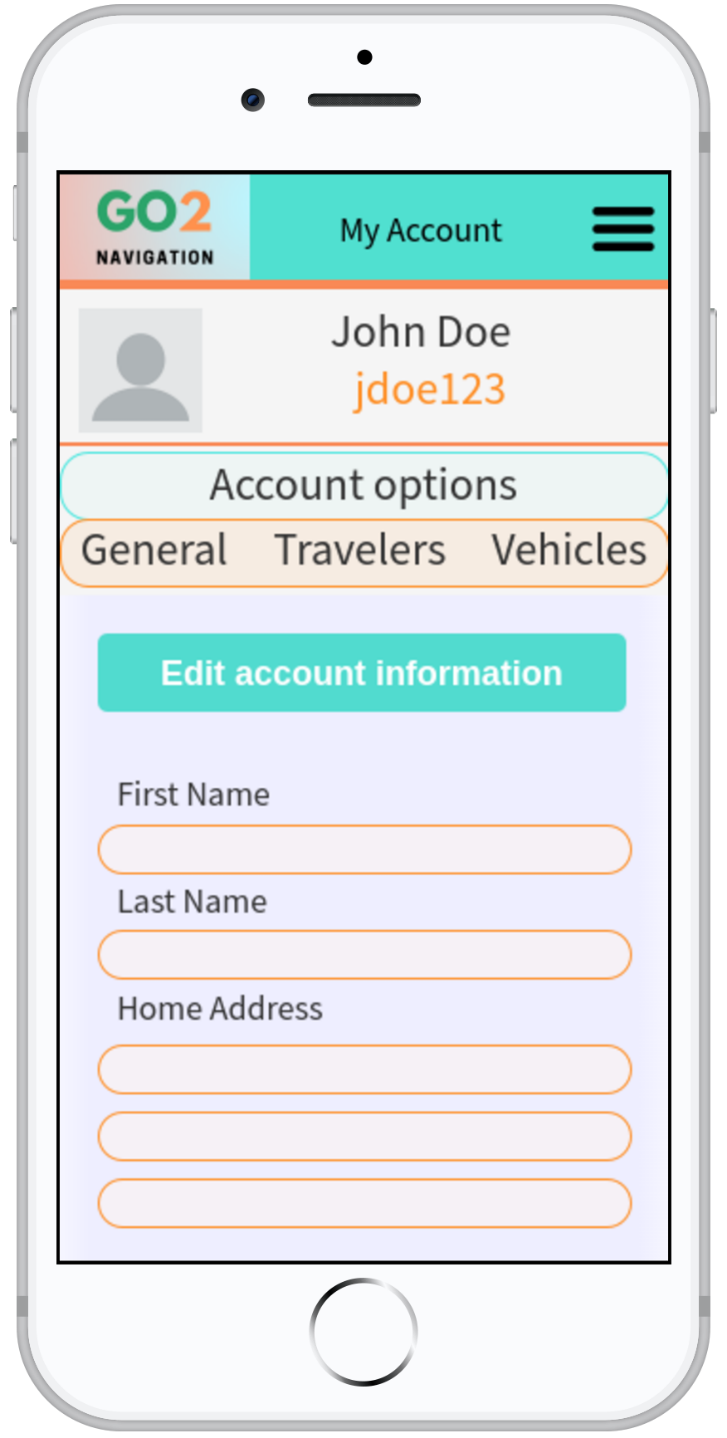 GO2
NAVIGATION
My Account
John Doe
jdoe123
Account options
General Travelers Vehicles
Edit account information
First Name
Last Name
Home Address